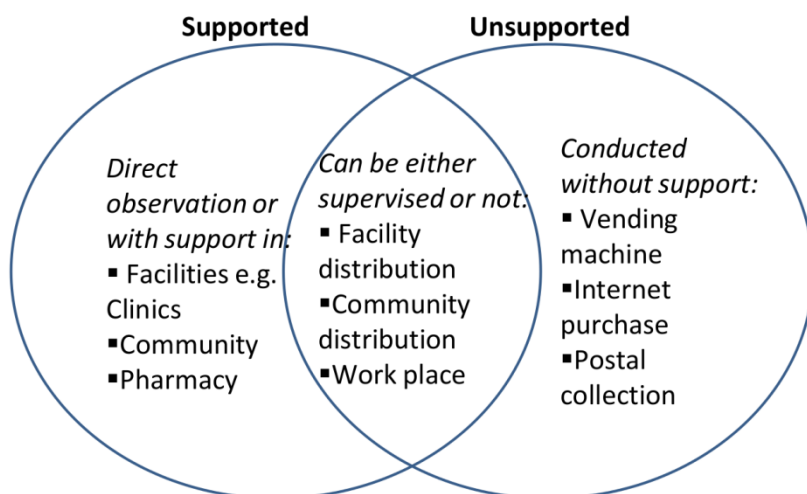 Supported
Unsupported
Direct
observation or
with support in:
▪ Facilities e.g.
Clinics
▪Community
▪Pharmacy
Can be either
supervised or not:
▪ Facility
distribution
▪Community
distribution
▪Work place
Conducted
without support:
▪ Vending
machine
▪Internet
purchase
▪Postal
collection